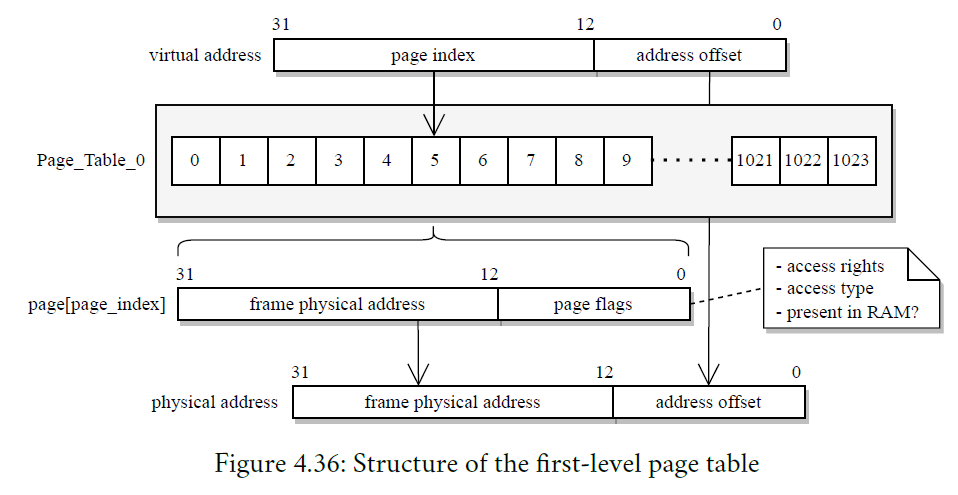 31 12 0
virtual address page index address offset
Page_Table_0 0 1 2 3 4 5 6 7 8 9 1021 1022 1023
31 12 0
page[page_index] frame physical address page flags
- access rights
- access type
- present in RAM?
31 12 0
physical address frame physical address address offset
Figure 4.36: Structure of the first-level page table